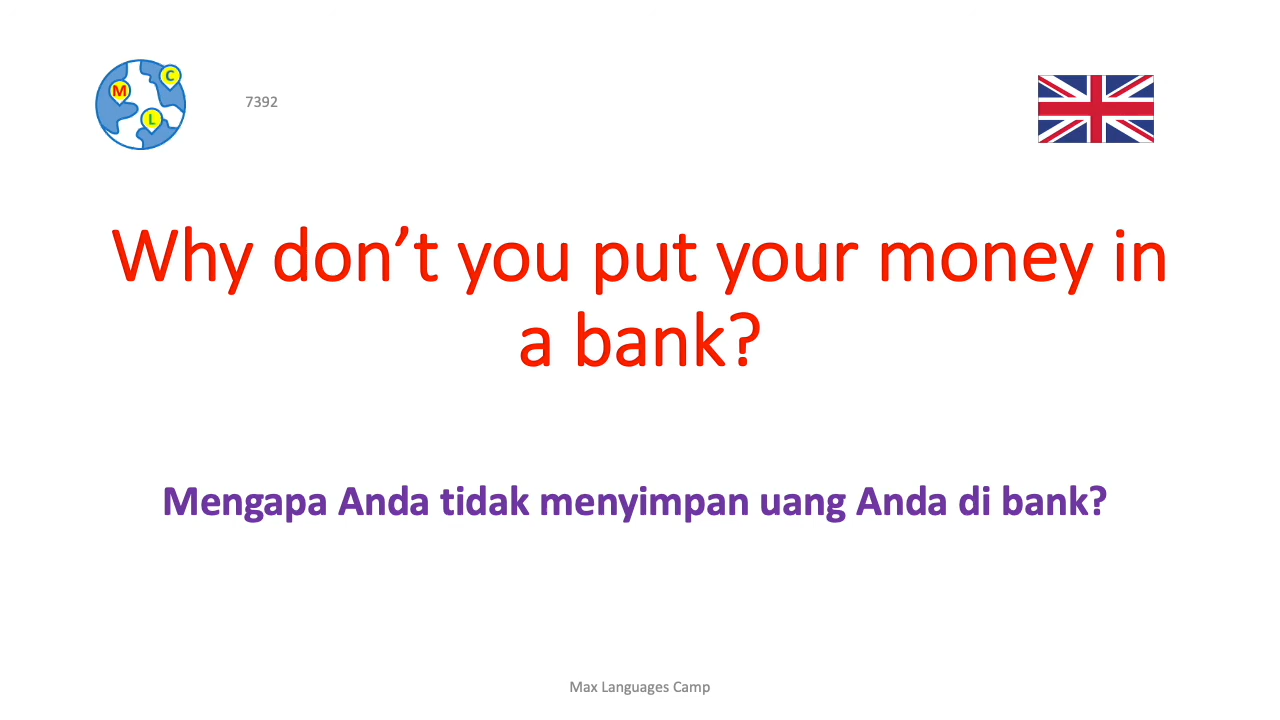 M
C
L
7392
Why don’t you put your money in
a bank?
Mengapa Anda tidak menyimpan uang Anda di bank?
Max Languages Camp